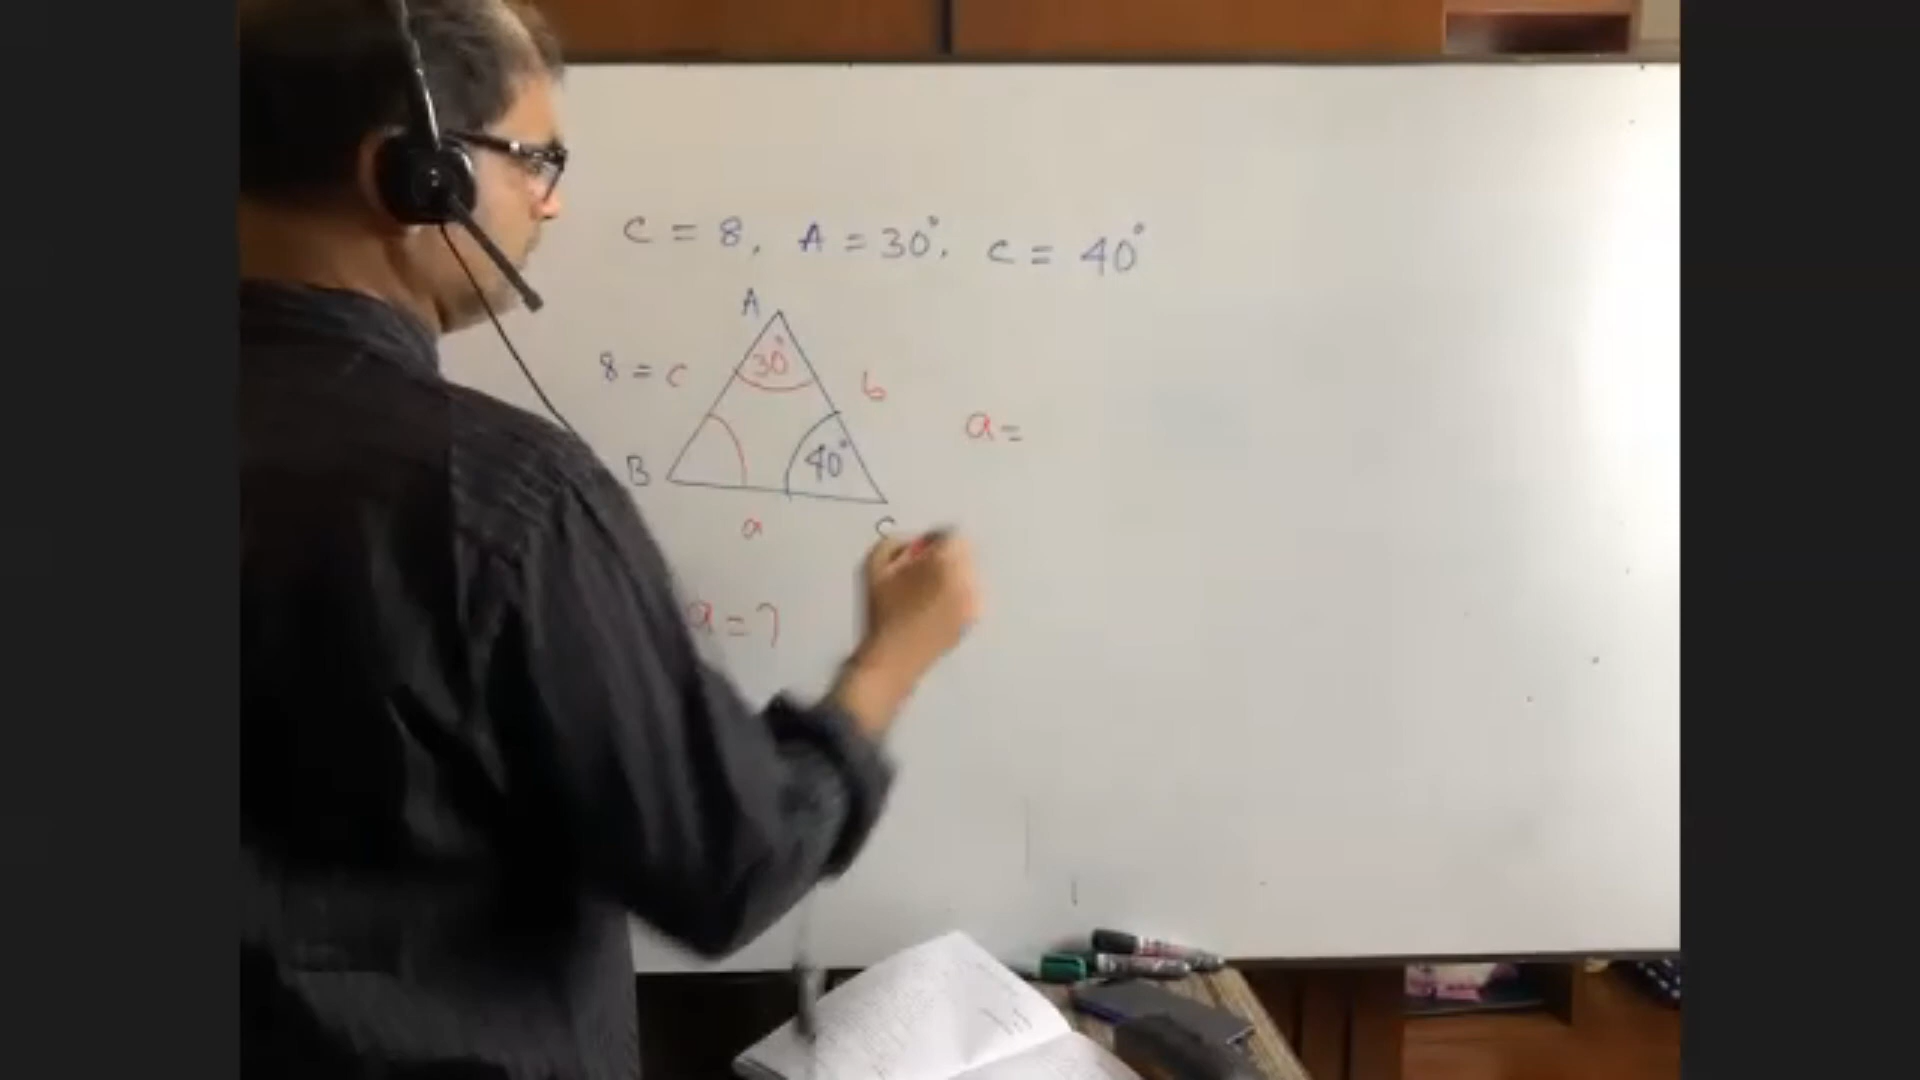 c = 8, A = 30°, C = 40°
A
30°
8 = c
b
a =
B
40°
a
C
a = ?